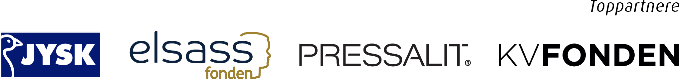 Toppartnere
JYSK
elsass
fonden
PRESSALIT®
KVFONDEN